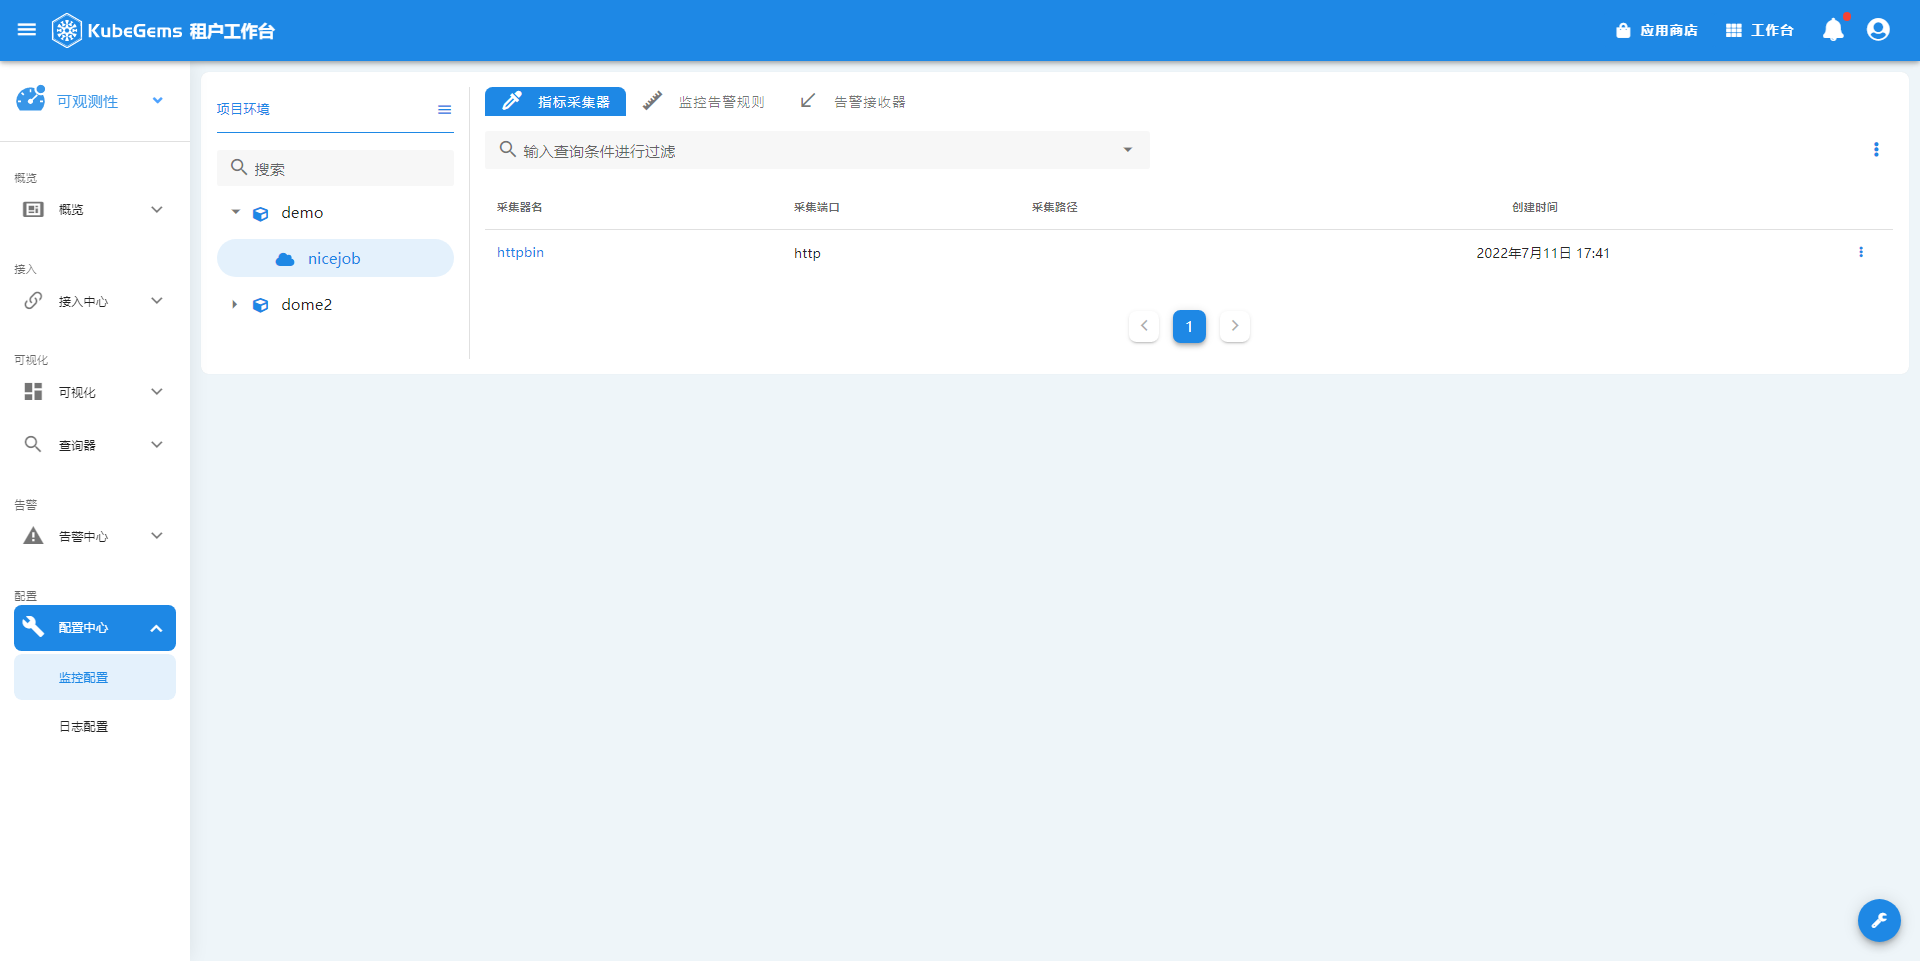 KubeGems 租户工作台
应用商店
工作台
可观测性
概览
概览
接入
接入中心
可视化
可视化
查询器
告警
告警中心
配置
配置中心
监控配置
日志配置
项目环境
搜索
demo
nicejob
dome2
指标采集器
监控告警规则
告警接收器
输入查询条件进行过滤
采集器名 采集端口 采集路径 创建时间
httpbin http 2022年7月11日 17:41
1